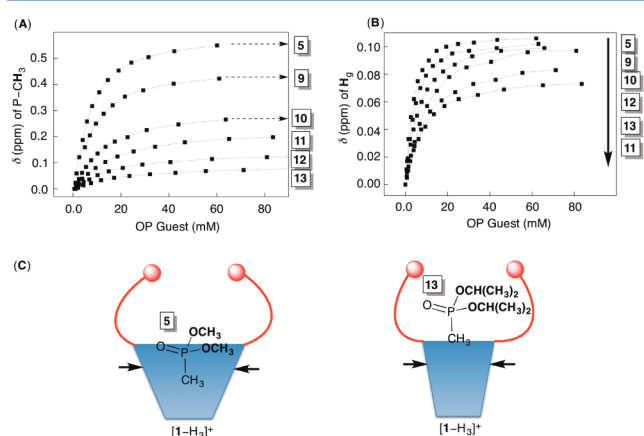 (A)
δ (ppm) of P–CH3
0.5
0.4
0.3
0.2
0.1
0.0
0.0 20 40 60 80
OP Guest (mM)
5
9
10
11
12
13
(B)
δ (ppm) of Hg
0.10
0.08
0.06
0.04
0.02
0.00
0.0 20 40 60 80
OP Guest (mM)
5
9
10
12
13
11
(C)
5
OCH3
O P OCH3
CH3
[1–H3]+
13
OCH(CH3)2
O P OCH(CH3)2
CH3
[1–H3]+